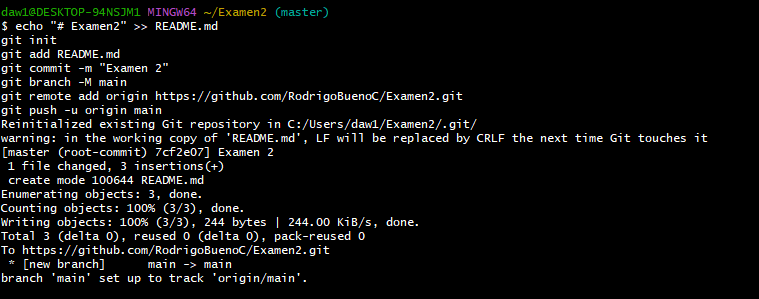 daw1@DESKTOP-94NSJM1 MINGW64 ~/Examen2 (master)
$ echo "# Examen2" >> README.md
git init
git add README.md
git commit -m "Examen 2"
git branch -M main
git remote add origin https://github.com/RodrigoBuenoC/Examen2.git
git push -u origin main
Reinitialized existing Git repository in C:/Users/daw1/Examen2/.git/
warning: in the working copy of 'README.md', LF will be replaced by CRLF the next time Git touches it
[master (root-commit) 7cf2e07] Examen 2
 1 file changed, 3 insertions(+)
 create mode 100644 README.md
Enumerating objects: 3, done.
Counting objects: 100% (3/3), done.
Writing objects: 100% (3/3), 244 bytes | 244.00 KiB/s, done.
Total 3 (delta 0), reused 0 (delta 0), pack-reused 0
To https://github.com/RodrigoBuenoC/Examen2.git
 * [new branch]      main -> main
branch 'main' set up to track 'origin/main'.